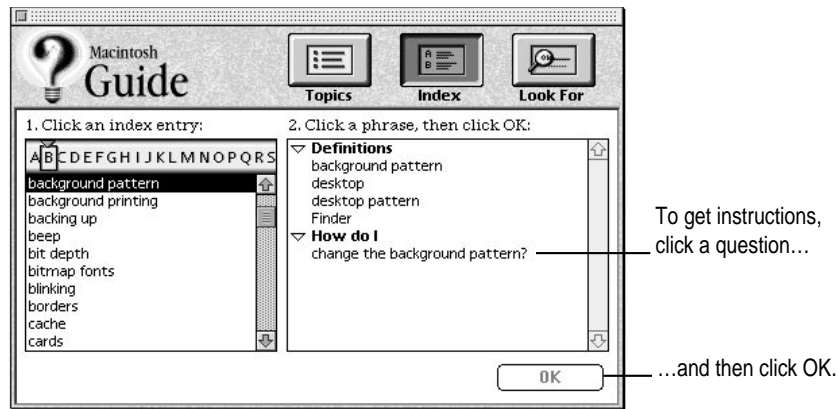 Macintosh
Guide
Topics
Index
Look For
1. Click an index entry:
A B C D E F G H I J K L M N O P Q R S
background pattern
background printing
backing up
beep
bit depth
bitmap fonts
blinking
borders
cache
cards
2. Click a phrase, then click OK:
Definitions
background pattern
desktop
desktop pattern
Finder
How do I
change the background pattern?
OK
To get instructions,
click a question…
…and then click OK.